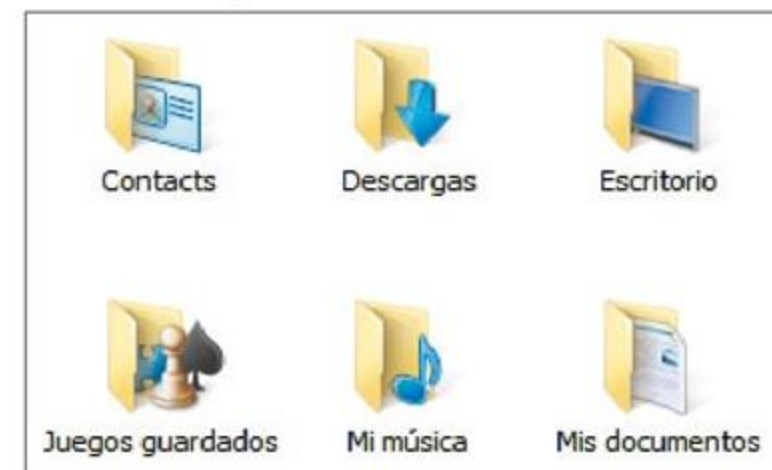 Contacts
Descargas
Escritorio
Juegos guardados
Mi música
Mis documentos